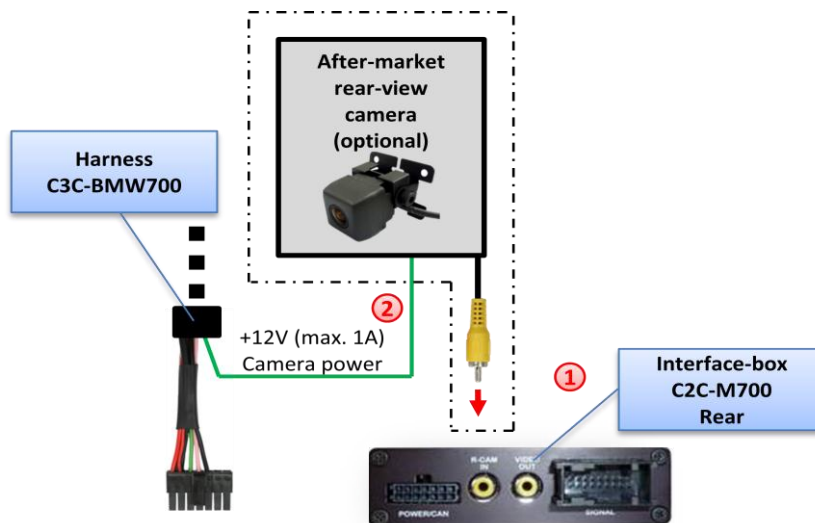 After-market
rear-view
camera
(optional)
Harness
C3C-BMW700
2
+12V (max. 1A)
Camera power
1
Interface-box
C2C-M700
Rear
R-CAM
IN
VIDEO
OUT
POWER/CAN
SIGNAL